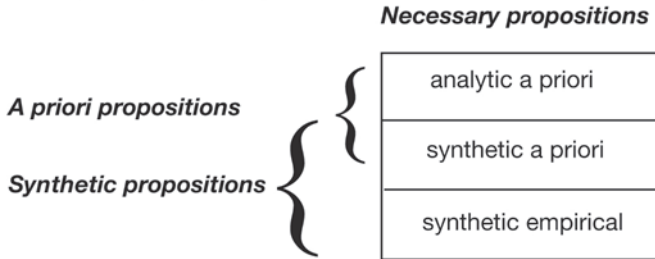 Necessary propositions
analytic a priori
A priori propositions
synthetic a priori
Synthetic propositions
synthetic empirical